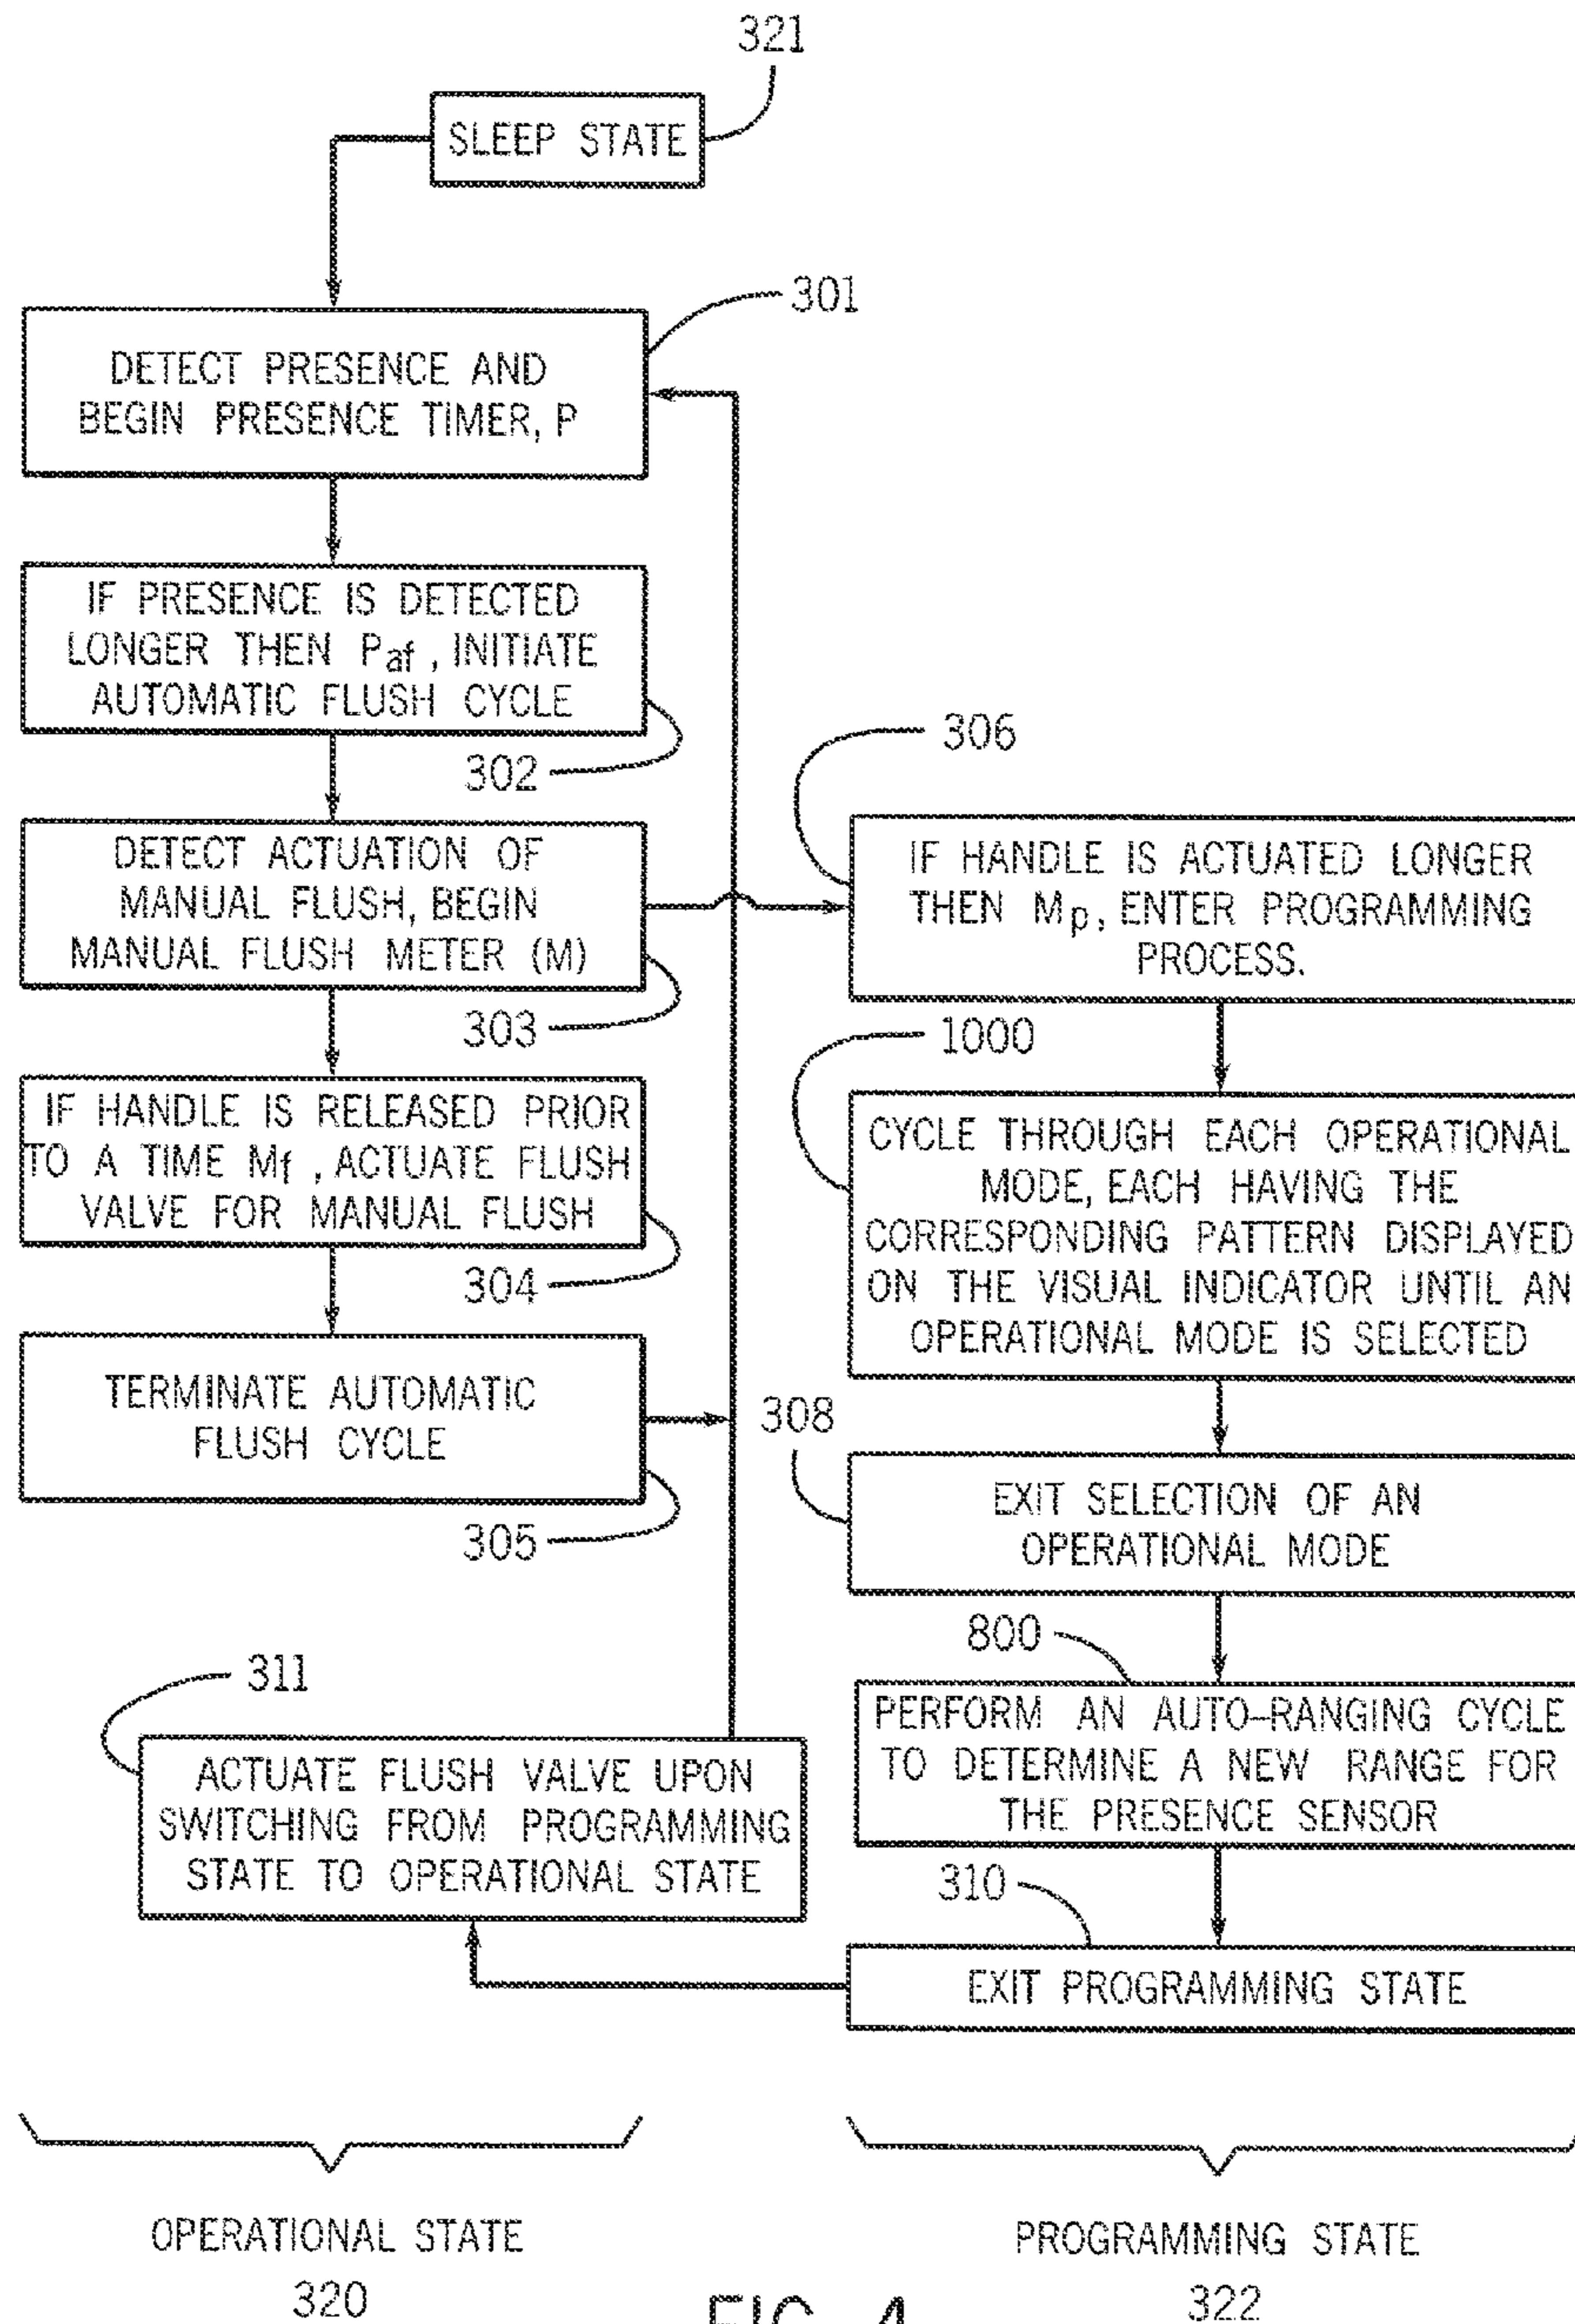 321
SLEEP STATE
301
DETECT PRESENCE AND
BEGIN PRESENCE TIMER, P
IF PRESENCE IS DETECTED
LONGER THEN Paf, INITIATE
AUTOMATIC FLUSH CYCLE
302
DETECT ACTUATION OF
MANUAL FLUSH, BEGIN
MANUAL FLUSH METER (M)
303
IF HANDLE IS RELEASED PRIOR
TO A TIME Mf, ACTUATE FLUSH
VALVE FOR MANUAL FLUSH
304
TERMINATE AUTOMATIC
FLUSH CYCLE
305
311
ACTUATE FLUSH VALVE UPON
SWITCHING FROM PROGRAMMING
STATE TO OPERATIONAL STATE
306
IF HANDLE IS ACTUATED LONGER
THEN Mp, ENTER PROGRAMMING
PROCESS.
1000
CYCLE THROUGH EACH OPERATIONAL
MODE, EACH HAVING THE
CORRESPONDING PATTERN DISPLAYED
ON THE VISUAL INDICATOR UNTIL AN
OPERATIONAL MODE IS SELECTED
308
EXIT SELECTION OF AN
OPERATIONAL MODE
800
PERFORM AN AUTO-RANGING CYCLE
TO DETERMINE A NEW RANGE FOR
THE PRESENCE SENSOR
310
EXIT PROGRAMMING STATE
OPERATIONAL STATE
320
PROGRAMMING STATE
322
FIG. 4